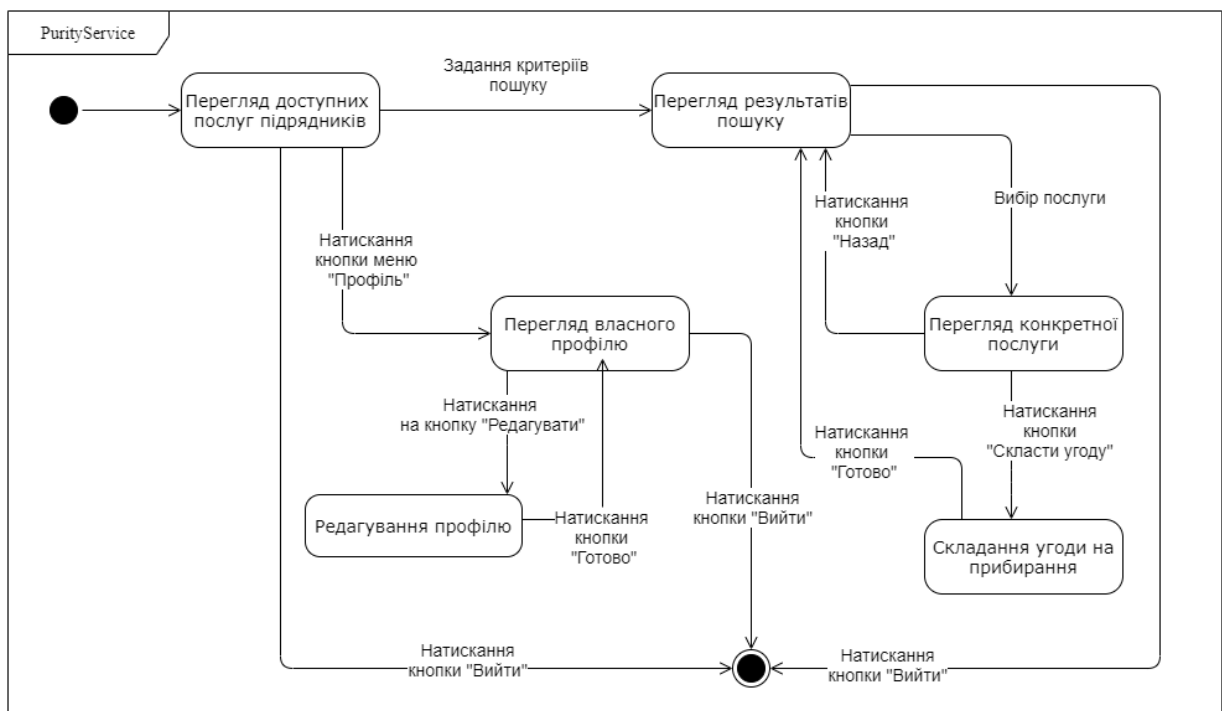 PurityService
Задання критеріїв
пошуку
Перегляд доступних
послуг підрядників
Перегляд результатів
пошуку
Натискання
кнопки
"Назад"
Вибір послуги
Натискання
кнопки меню
"Профіль"
Перегляд власного
профілю
Перегляд конкретної
послуги
Натискання
на кнопку "Редагувати"
Натискання
кнопки
"Готово"
Натискання
кнопки
"Скласти угоду"
Натискання
кнопки "Вийти"
Редагування профілю
Натискання
кнопки
"Готово"
Складання угоди на
прибирання
Натискання
кнопки "Вийти"
Натискання
кнопки "Вийти"